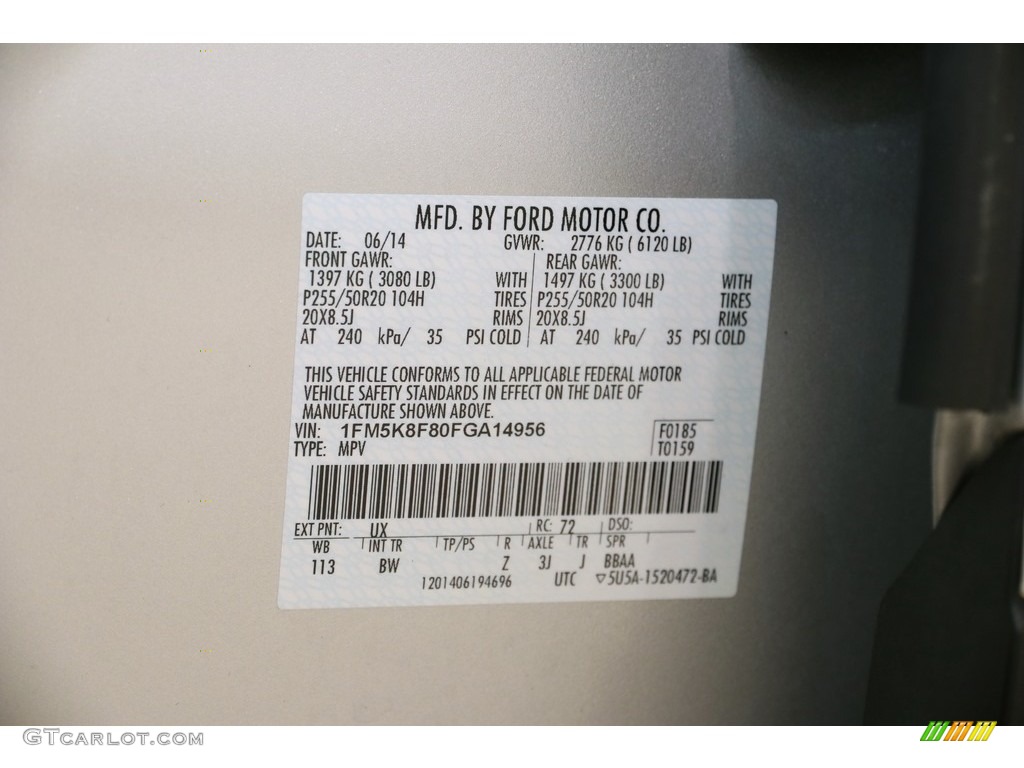 MFD. BY FORD MOTOR CO.
DATE: 06/14 GVWR: 2776 KG ( 6120 LB)
FRONT GAWR: REAR GAWR:
1397 KG ( 3080 LB) WITH 1497 KG ( 3300 LB) WITH
P255/50R20 104H TIRES P255/50R20 104H TIRES
20X8.5J RIMS 20X8.5J RIMS
AT 240 kPa/ 35 PSI COLD AT 240 kPa/ 35 PSI COLD
THIS VEHICLE CONFORMS TO ALL APPLICABLE FEDERAL MOTOR
VEHICLE SAFETY STANDARDS IN EFFECT ON THE DATE OF
MANUFACTURE SHOWN ABOVE.
VIN: 1FM5K8F80FGA14956 F0185
TYPE: MPV T0159
EXT PNT: UX RC: 72 DSO:
WB INT TR TP/PS R AXLE TR SPR
113 BW Z 3J J BBAA
1201406194696 UTC ▽5U5A-1520472-BA
GTCarlot.com